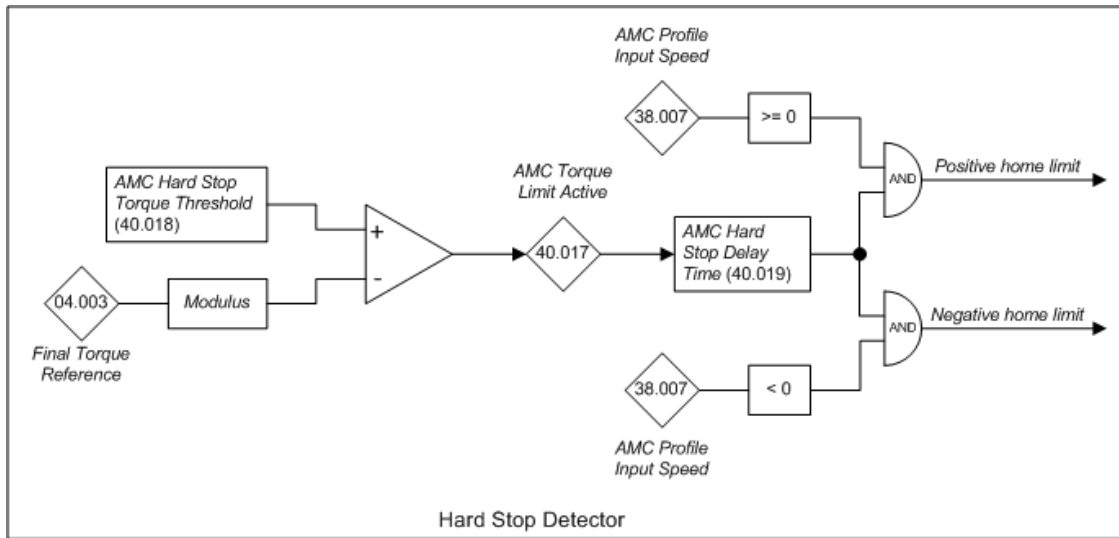 AMC Profile
Input Speed
38.007
>= 0
AND
Positive home limit
AMC Hard Stop
Torque Threshold
(40.018)
+
-
04.003
Modulus
Final Torque
Reference
AMC Torque
Limit Active
40.017
AMC Hard
Stop Delay
Time (40.019)
AND
Negative home limit
38.007
< 0
AMC Profile
Input Speed
Hard Stop Detector